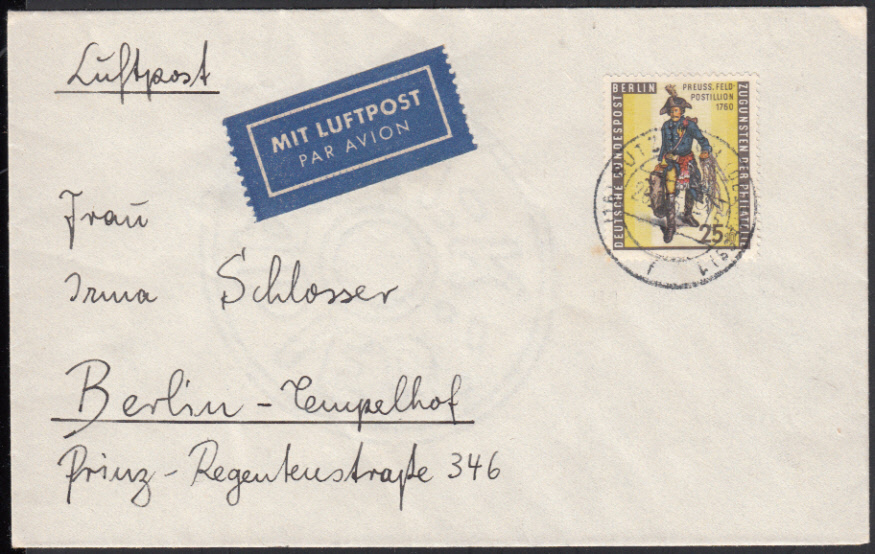 Luftpost
MIT LUFTPOST
PAR AVION
DEUTSCHE BUNDESPOST
BERLIN
PREUSS. FELD-
POSTILLION
1760
ZUGUNSTEN DER PHILATELIE
25
Frau
Irma Schlosser
Berlin - Tempelhof
Prinz - Regentenstraße 346